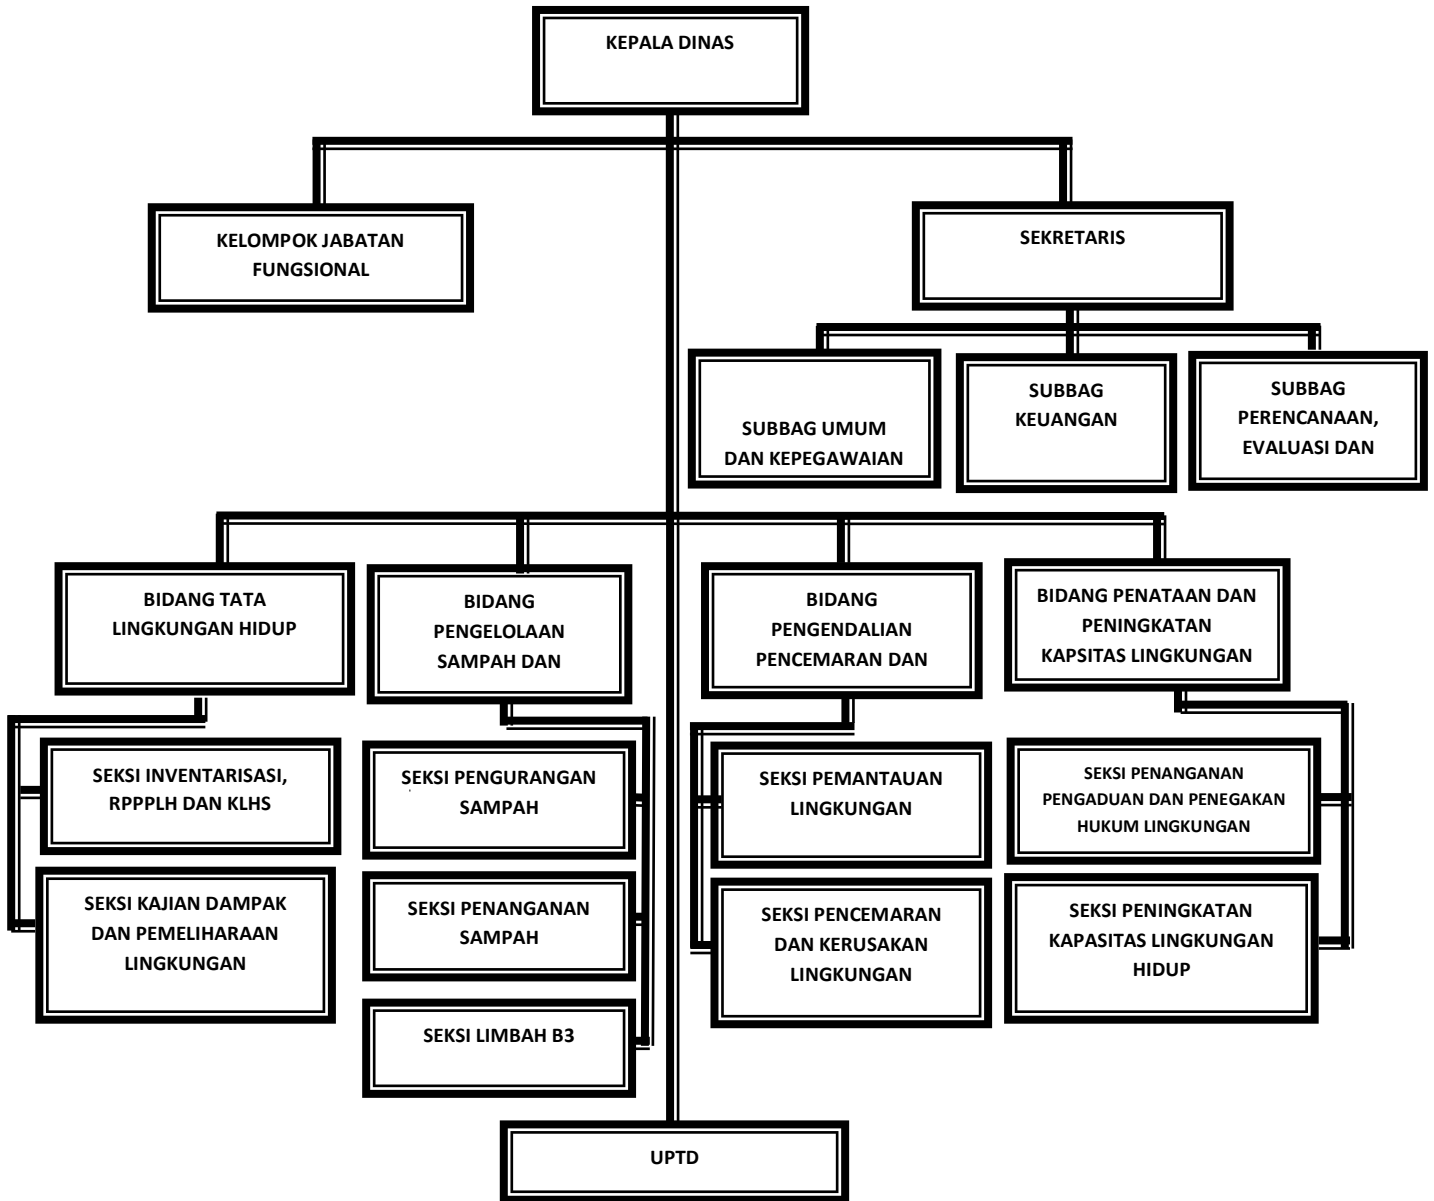 KEPALA DINAS
KELOMPOK JABATAN
FUNGSIONAL
SEKRETARIS
SUBBAG UMUM
DAN KEPEGAWAIAN
SUBBAG
KEUANGAN
SUBBAG
PERENCANAAN,
EVALUASI DAN
BIDANG TATA
LINGKUNGAN HIDUP
BIDANG
PENGELOLAAN
SAMPAH DAN
BIDANG
PENGENDALIAN
PENCEMARAN DAN
BIDANG PENATAAN DAN
PENINGKATAN
KAPSITAS LINGKUNGAN
SEKSI INVENTARISASI,
RPPPLH DAN KLHS
SEKSI KAJIAN DAMPAK
DAN PEMELIHARAAN
LINGKUNGAN
SEKSI PENGURANGAN
SAMPAH
SEKSI PENANGANAN
SAMPAH
SEKSI LIMBAH B3
SEKSI PEMANTAUAN
LINGKUNGAN
SEKSI PENCEMARAN
DAN KERUSAKAN
LINGKUNGAN
SEKSI PENANGANAN
PENGADUAN DAN PENEGAKAN
HUKUM LINGKUNGAN
SEKSI PENINGKATAN
KAPASITAS LINGKUNGAN
HIDUP
UPTD